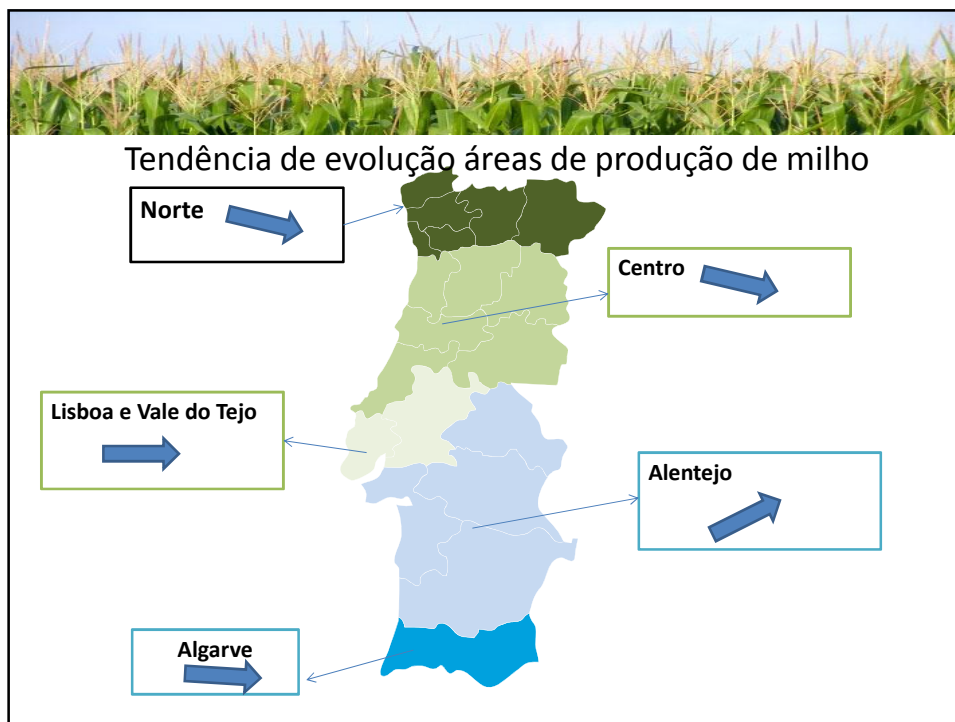 Tendência de evolução áreas de produção de milho
Norte
Centro
Lisboa e Vale do Tejo
Alentejo
Algarve